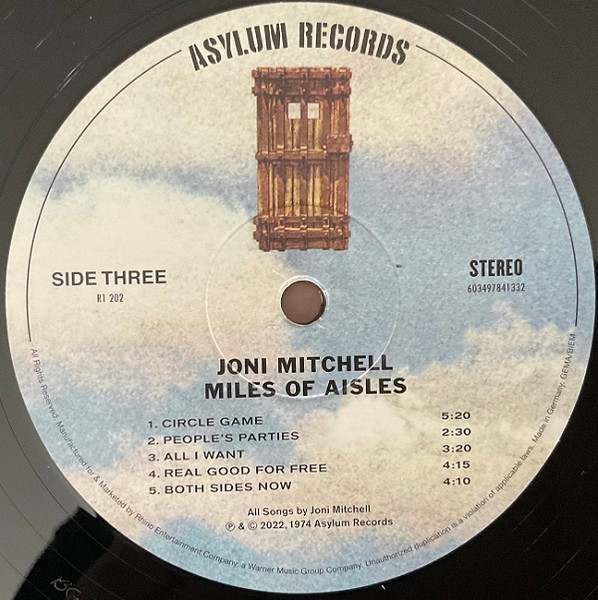 ASYLUM RECORDS
SIDE THREE
R1 202
STEREO
603497841332
JONI MITCHELL
MILES OF AISLES
1. CIRCLE GAME 5:20
2. PEOPLE'S PARTIES 2:30
3. ALL I WANT 3:20
4. REAL GOOD FOR FREE 4:15
5. BOTH SIDES NOW 4:10
All Songs by Joni Mitchell
℗ & © 2022, 1974 Asylum Records
All Rights Reserved. Manufactured for & Marketed by Rhino Entertainment Company, a Warner Music Group Company. Unauthorized duplication is a violation of applicable laws. Made in Germany. GEMA/BIEM